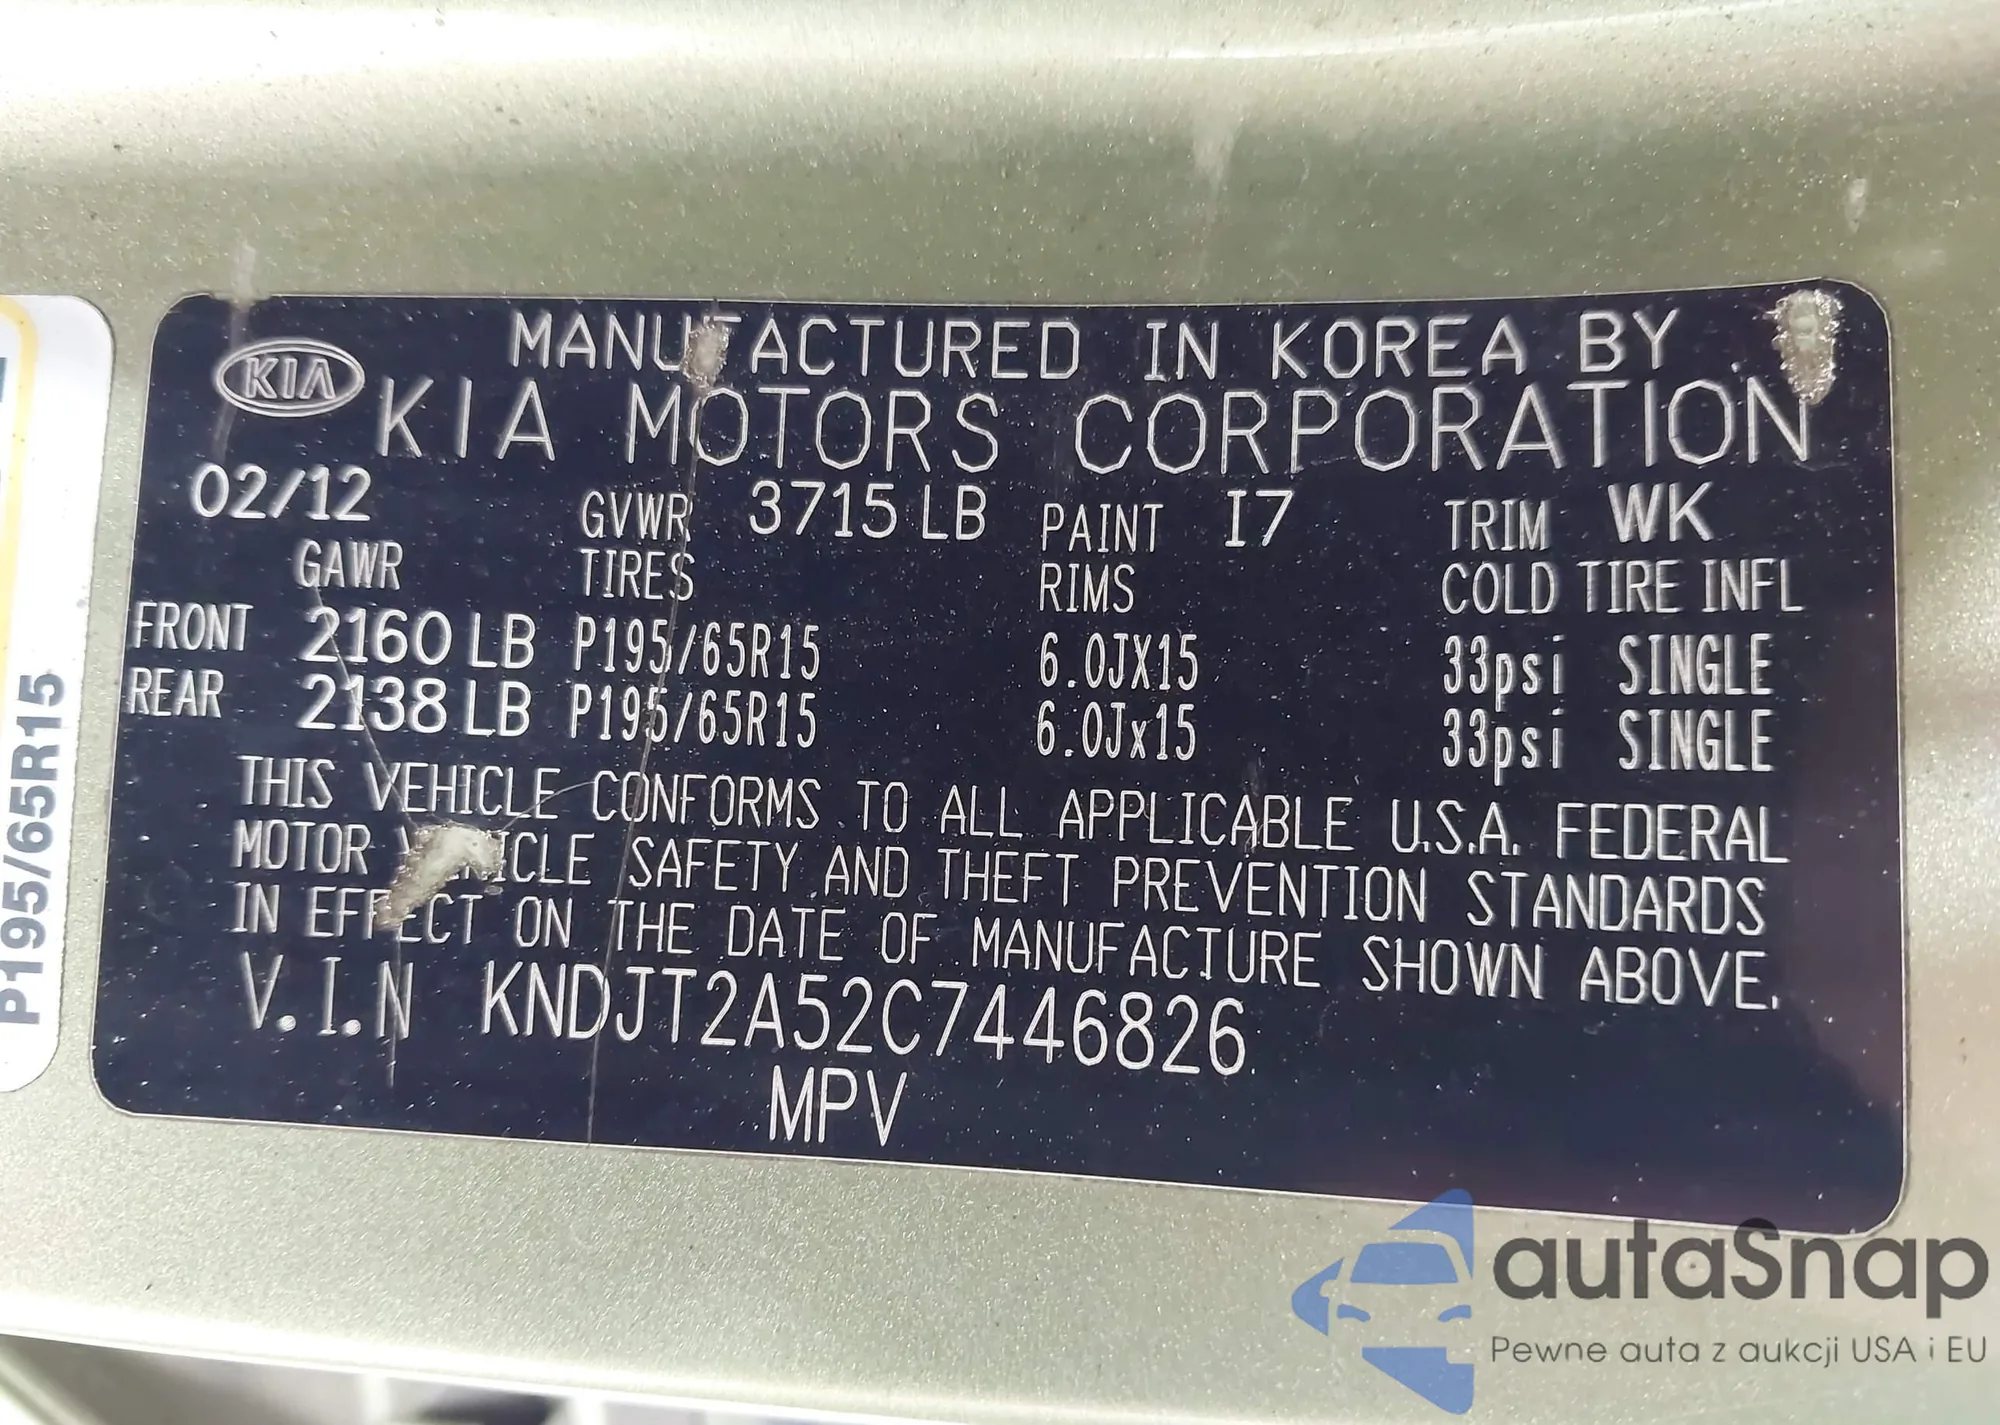 KIA
MANUFACTURED IN KOREA BY
KIA MOTORS CORPORATION
02/12 GVWR 3715 LB PAINT I7 TRIM WK
GAWR TIRES RIMS COLD TIRE INFL
FRONT 2160 LB P195/65R15 6.0JX15 33psi SINGLE
REAR 2138 LB P195/65R15 6.0Jx15 33psi SINGLE
THIS VEHICLE CONFORMS TO ALL APPLICABLE U.S.A. FEDERAL
MOTOR VEHICLE SAFETY AND THEFT PREVENTION STANDARDS
IN EFFECT ON THE DATE OF MANUFACTURE SHOWN ABOVE.
V.I.N KNDJT2A52C7446826
MPV
P195/65R15
autaSnap
Pewne auta z aukcji USA i EU